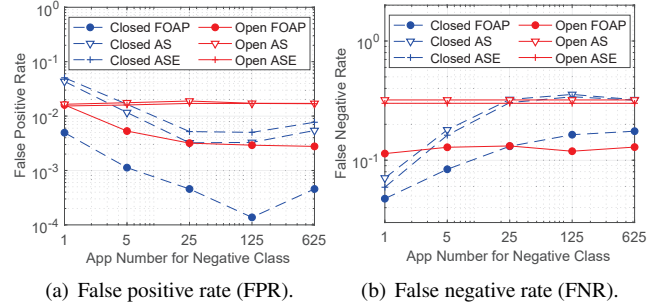 Closed FOAP
Open FOAP
Closed AS
Open AS
Closed ASE
Open ASE
False Positive Rate
10^0
10^-1
10^-2
10^-3
10^-4
1 5 25 125 625
App Number for Negative Class
(a) False positive rate (FPR).
Closed FOAP
Open FOAP
Closed AS
Open AS
Closed ASE
Open ASE
False Negative Rate
10^0
10^-1
1 5 25 125 625
App Number for Negative Class
(b) False negative rate (FNR).